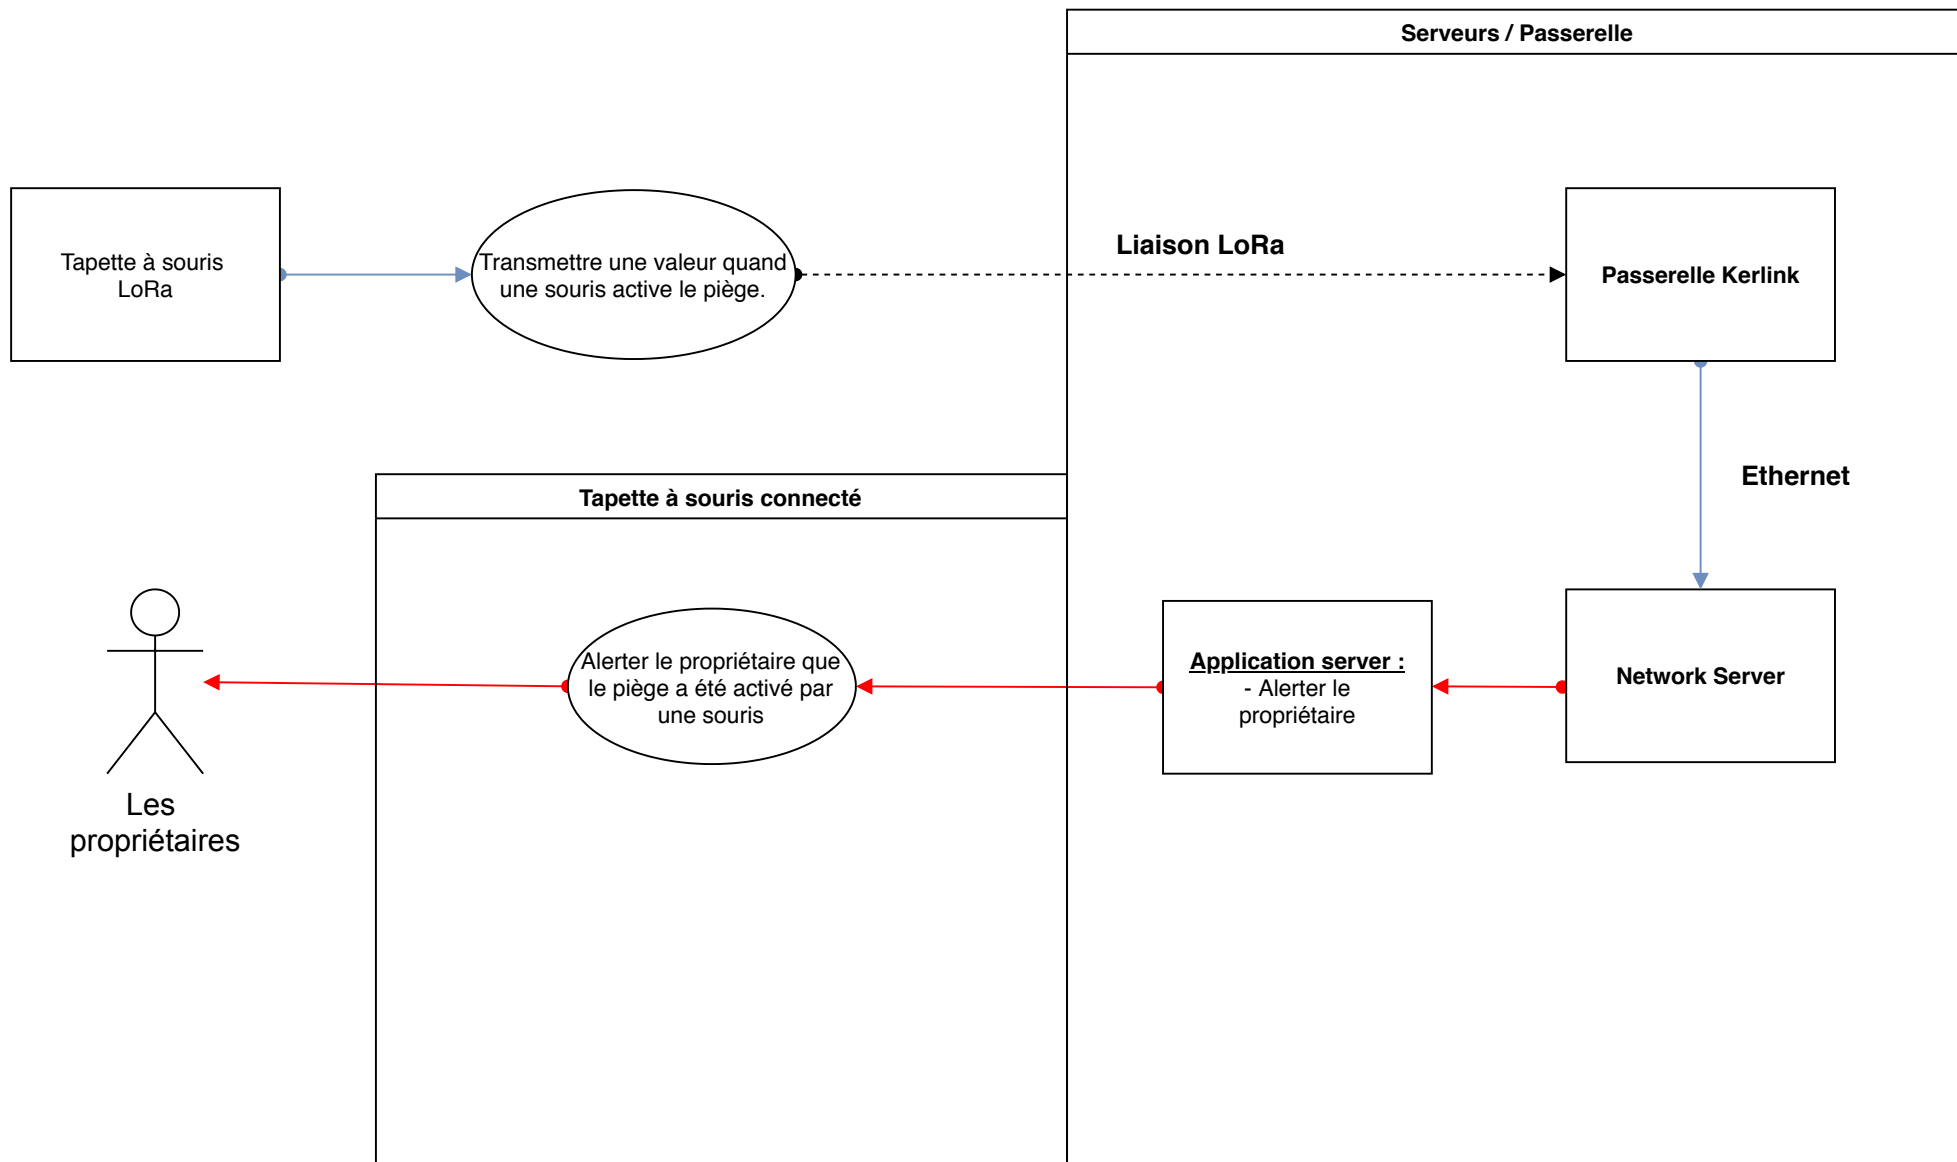 Serveurs / Passerelle
Tapette à souris
LoRa
Transmettre une valeur quand
une souris active le piège.
Liaison LoRa
Passerelle Kerlink
Ethernet
Tapette à souris connecté
Les
propriétaires
Alerter le propriétaire que
le piège a été activé par
une souris
Application server :
- Alerter le
propriétaire
Network Server